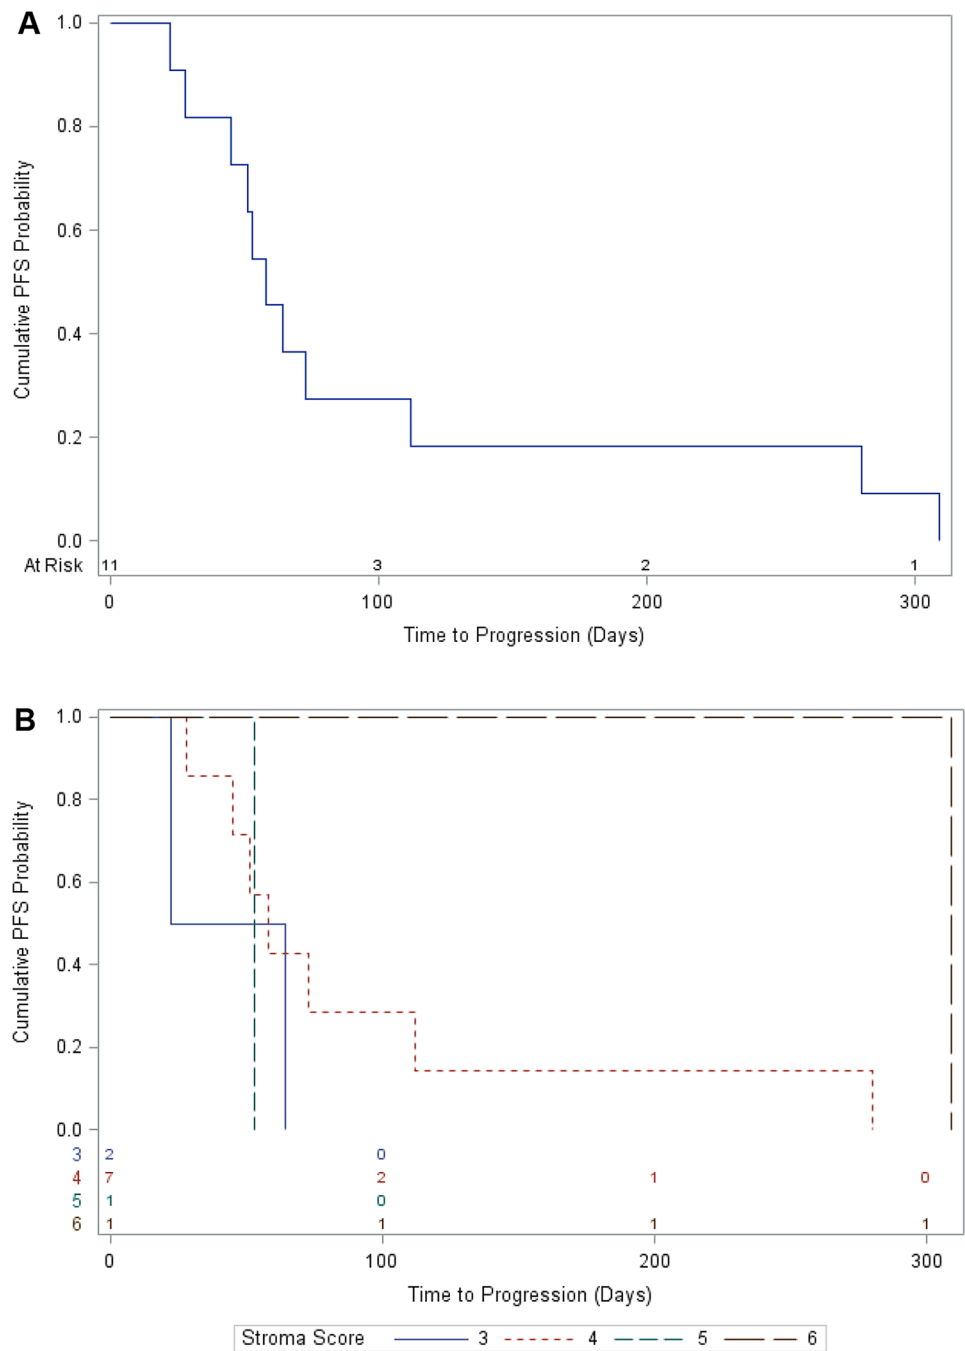 A
1.0
0.8
0.6
0.4
0.2
0.0
Cumulative PFS Probability
At Risk 11 3 2 1
0 100 200 300
Time to Progression (Days)
B
1.0
0.8
0.6
0.4
0.2
0.0
Cumulative PFS Probability
3 2 0
4 7 2 1 0
5 1 0
6 1 1 1 1
0 100 200 300
Time to Progression (Days)
Stroma Score 3 4 5 6